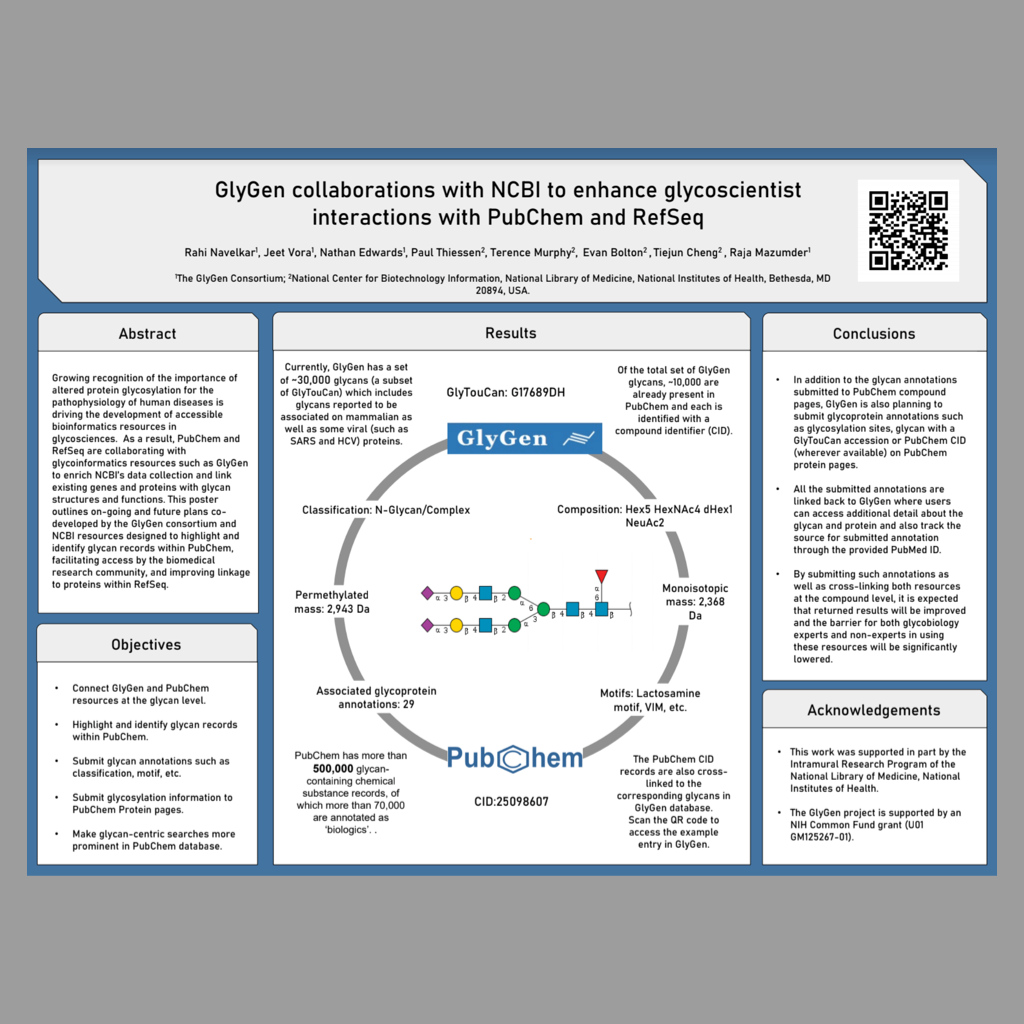 GlyGen collaborations with NCBI to enhance glycoscientist
interactions with PubChem and RefSeq
Rahi Navelkar¹, Jeet Vora¹, Nathan Edwards¹, Paul Thiessen², Terence Murphy², Evan Bolton², Tiejun Cheng², Raja Mazumder¹
¹The GlyGen Consortium; ²National Center for Biotechnology Information, National Library of Medicine, National Institutes of Health, Bethesda, MD
20894, USA.
Abstract
Growing recognition of the importance of
altered protein glycosylation for the
pathophysiology of human diseases is
driving the development of accessible
bioinformatics resources in
glycosciences. As a result, PubChem and
RefSeq are collaborating with
glycoinformatics resources such as GlyGen
to enrich NCBI's data collection and link
existing genes and proteins with glycan
structures and functions. This poster
outlines on-going and future plans co-
developed by the GlyGen consortium and
NCBI resources designed to highlight and
identify glycan records within PubChem,
facilitating access by the biomedical
research community, and improving linkage
to proteins within RefSeq.
Objectives
• Connect GlyGen and PubChem
resources at the glycan level.
• Highlight and identify glycan records
within PubChem.
• Submit glycan annotations such as
classification, motif, etc.
• Submit glycosylation information to
PubChem Protein pages.
• Make glycan-centric searches more
prominent in PubChem database.
Results
Currently, GlyGen has a set
of ~30,000 glycans (a subset
of GlyTouCan) which includes
glycans reported to be
associated on mammalian as
well as some viral (such as
SARS and HCV) proteins.
GlyTouCan: G17689DH
Of the total set of GlyGen
glycans, ~10,000 are
already present in
PubChem and each is
identified with a
compound identifier (CID).
GlyGen
Classification: N-Glycan/Complex
Composition: Hex5 HexNAc4 dHex1
NeuAc2
Permethylated
mass: 2,943 Da
α 3 β 4 β 2 α 6 β 4 β 4 β α 6
α 3 β 4 β 2 α 3
Monoisotopic
mass: 2,368
Da
Associated glycoprotein
annotations: 29
Motifs: Lactosamine
motif, VIM, etc.
PubChem has more than
500,000 glycan-
containing chemical
substance records, of
which more than 70,000
are annotated as
'biologics'. .
PubChem
CID:25098607
The PubChem CID
records are also cross-
linked to the
corresponding glycans in
GlyGen database.
Scan the QR code to
access the example
entry in GlyGen.
Conclusions
• In addition to the glycan annotations
submitted to PubChem compound
pages, GlyGen is also planning to
submit glycoprotein annotations such
as glycosylation sites, glycan with a
GlyTouCan accession or PubChem CID
(wherever available) on PubChem
protein pages.
• All the submitted annotations are
linked back to GlyGen where users
can access additional detail about the
glycan and protein and also track the
source for submitted annotation
through the provided PubMed ID.
• By submitting such annotations as
well as cross-linking both resources
at the compound level, it is expected
that returned results will be improved
and the barrier for both glycobiology
experts and non-experts in using
these resources will be significantly
lowered.
Acknowledgements
• This work was supported in part by the
Intramural Research Program of the
National Library of Medicine, National
Institutes of Health.
• The GlyGen project is supported by an
NIH Common Fund grant (U01
GM125267-01).